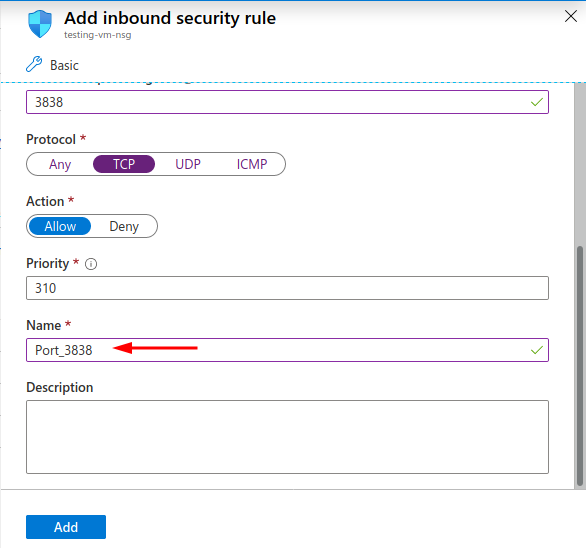 Add inbound security rule
testing-vm-nsg
Basic
3838
Protocol *
Any TCP UDP ICMP
Action *
Allow Deny
Priority *
310
Name *
Port_3838
Description
Add